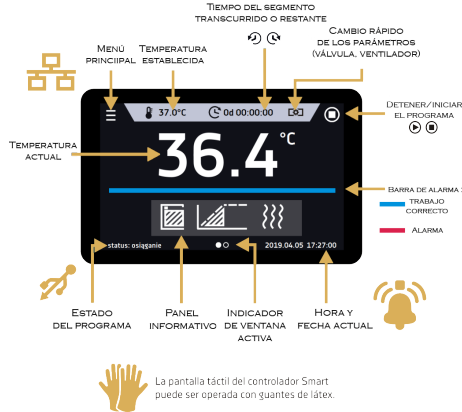 TIEMPO DEL SEGMENTO
TRANSCURRIDO O RESTANTE
CAMBIO RÁPIDO
DE LOS PARÁMETROS
(VÁLVULA, VENTILADOR)
MENÚ
PRINCIIPAL
TEMPERATURA
ESTABLECIDA
DETENER/INICIAR
EL PROGRAMA
37.0°C
0d 00:00:00
TEMPERATURA
ACTUAL
36.4 °C
BARRA DE ALARMA:
TRABAJO
CORRECTO
ALARMA
status: osiąganie
2019.04.05 17:27:00
ESTADO
DEL PROGRAMA
PANEL
INFORMATIVO
INDICADOR
DE VENTANA
ACTIVA
HORA Y
FECHA ACTUAL
La pantalla táctil del controlador Smart
puede ser operada con guantes de látex.